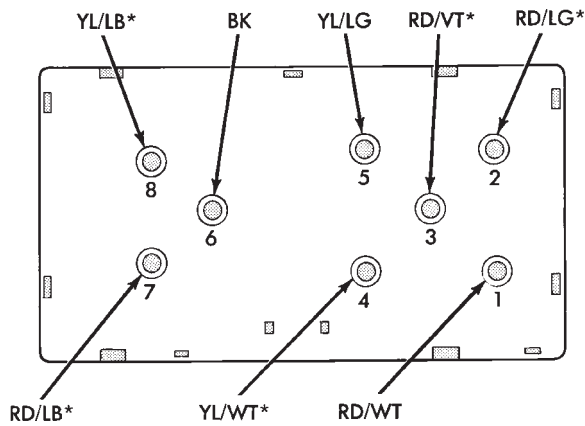 YL/LB* BK YL/LG RD/VT* RD/LG*
8 5 2
6 3
7 4 1
RD/LB* YL/WT* RD/WT